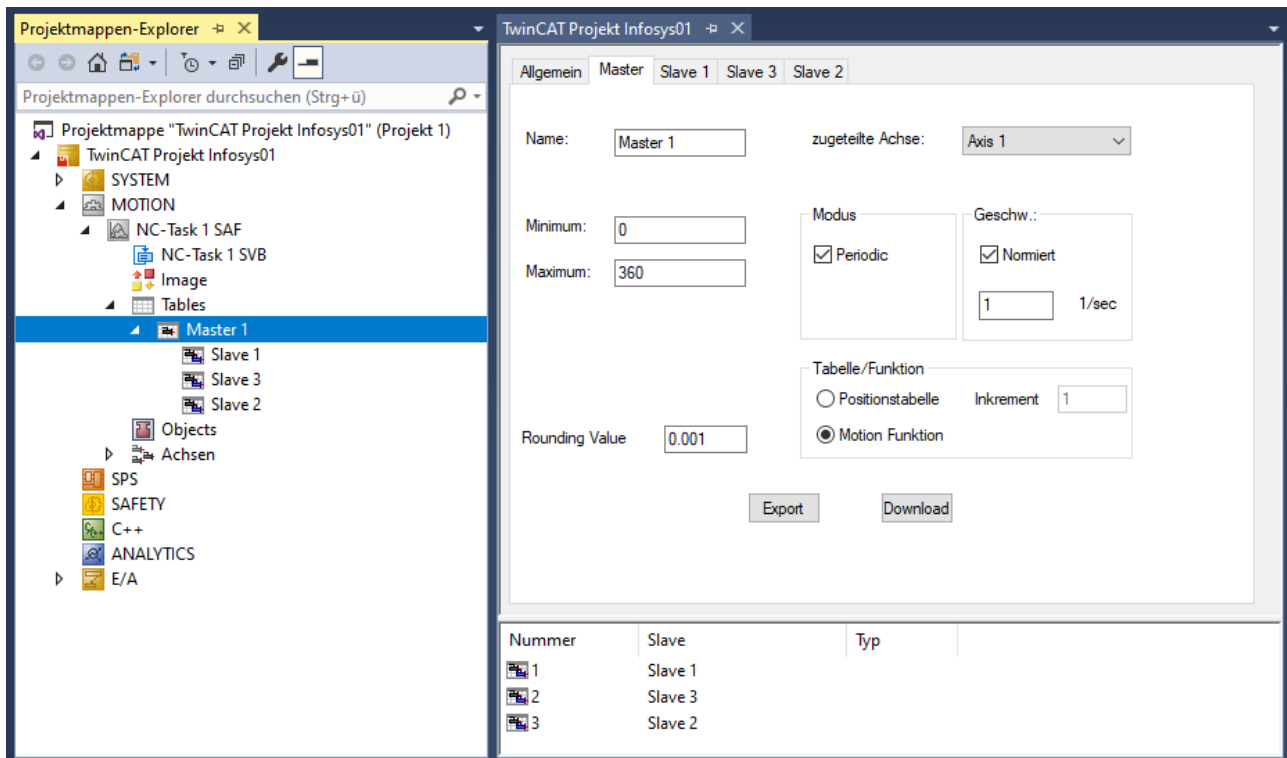 Projektmappen-Explorer
Projektmappen-Explorer durchsuchen (Strg+ü)
Projektmappe "TwinCAT Projekt Infosys01" (Projekt 1)
TwinCAT Projekt Infosys01
SYSTEM
MOTION
NC-Task 1 SAF
NC-Task 1 SVB
Image
Tables
Master 1
Slave 1
Slave 3
Slave 2
Objects
Achsen
SPS
SAFETY
C++
ANALYTICS
E/A
TwinCAT Projekt Infosys01
Allgemein Master Slave 1 Slave 3 Slave 2
Name: Master 1 zugeteilte Achse: Axis 1
Modus Geschw.:
Minimum: 0
Periodic Normiert
Maximum: 360
1 1/sec
Tabelle/Funktion
Positionstabelle Inkrement 1
Rounding Value 0.001 Motion Funktion
Export Download
Nummer Slave Typ
1 Slave 1
2 Slave 3
3 Slave 2